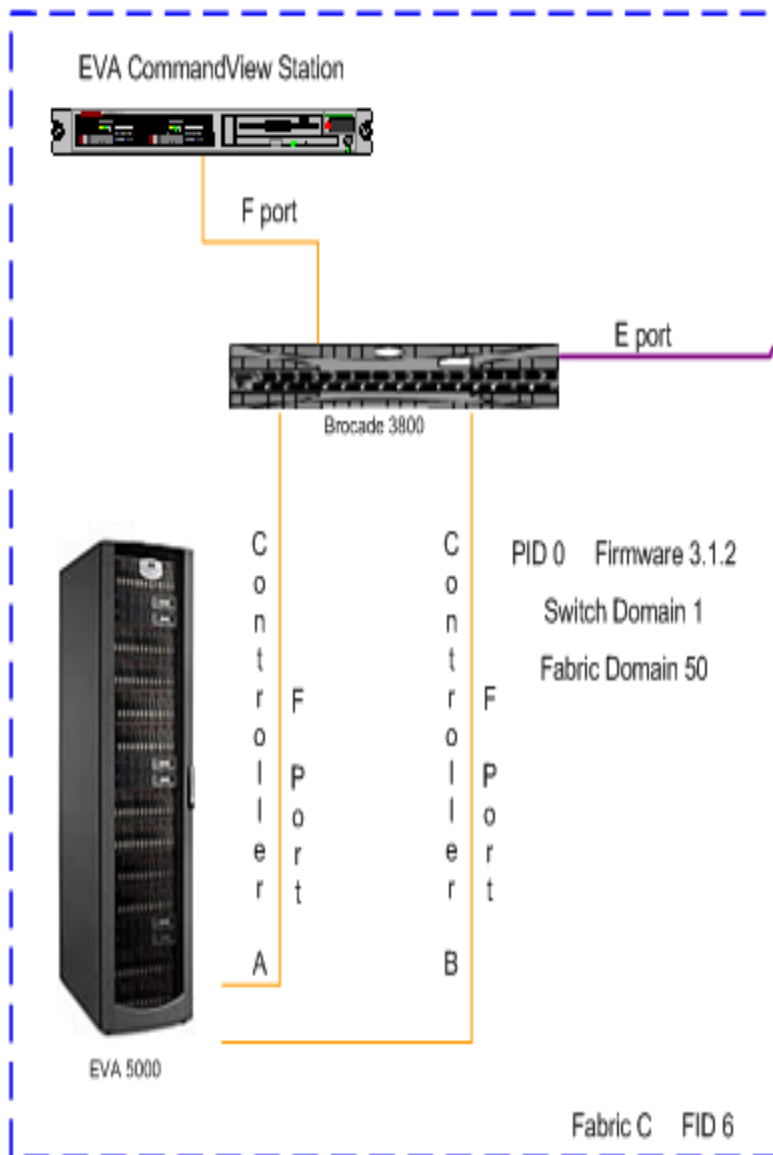 EVA CommandView Station
F port
E port
Brocade 3800
Controller A
F Port
Controller B
F Port
PID 0 Firmware 3.1.2
Switch Domain 1
Fabric Domain 50
EVA 5000
Fabric C FID 6